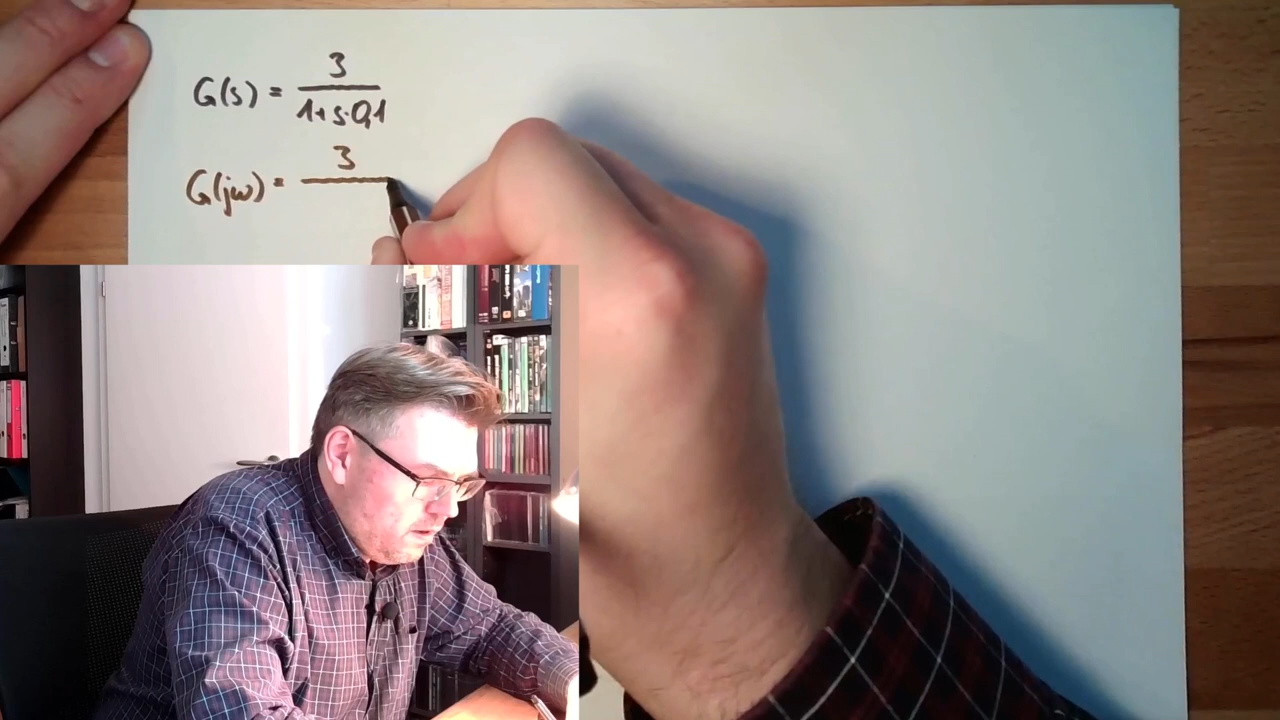 G(s) = 3 / (1+s·0,1)
G(jω) = 3